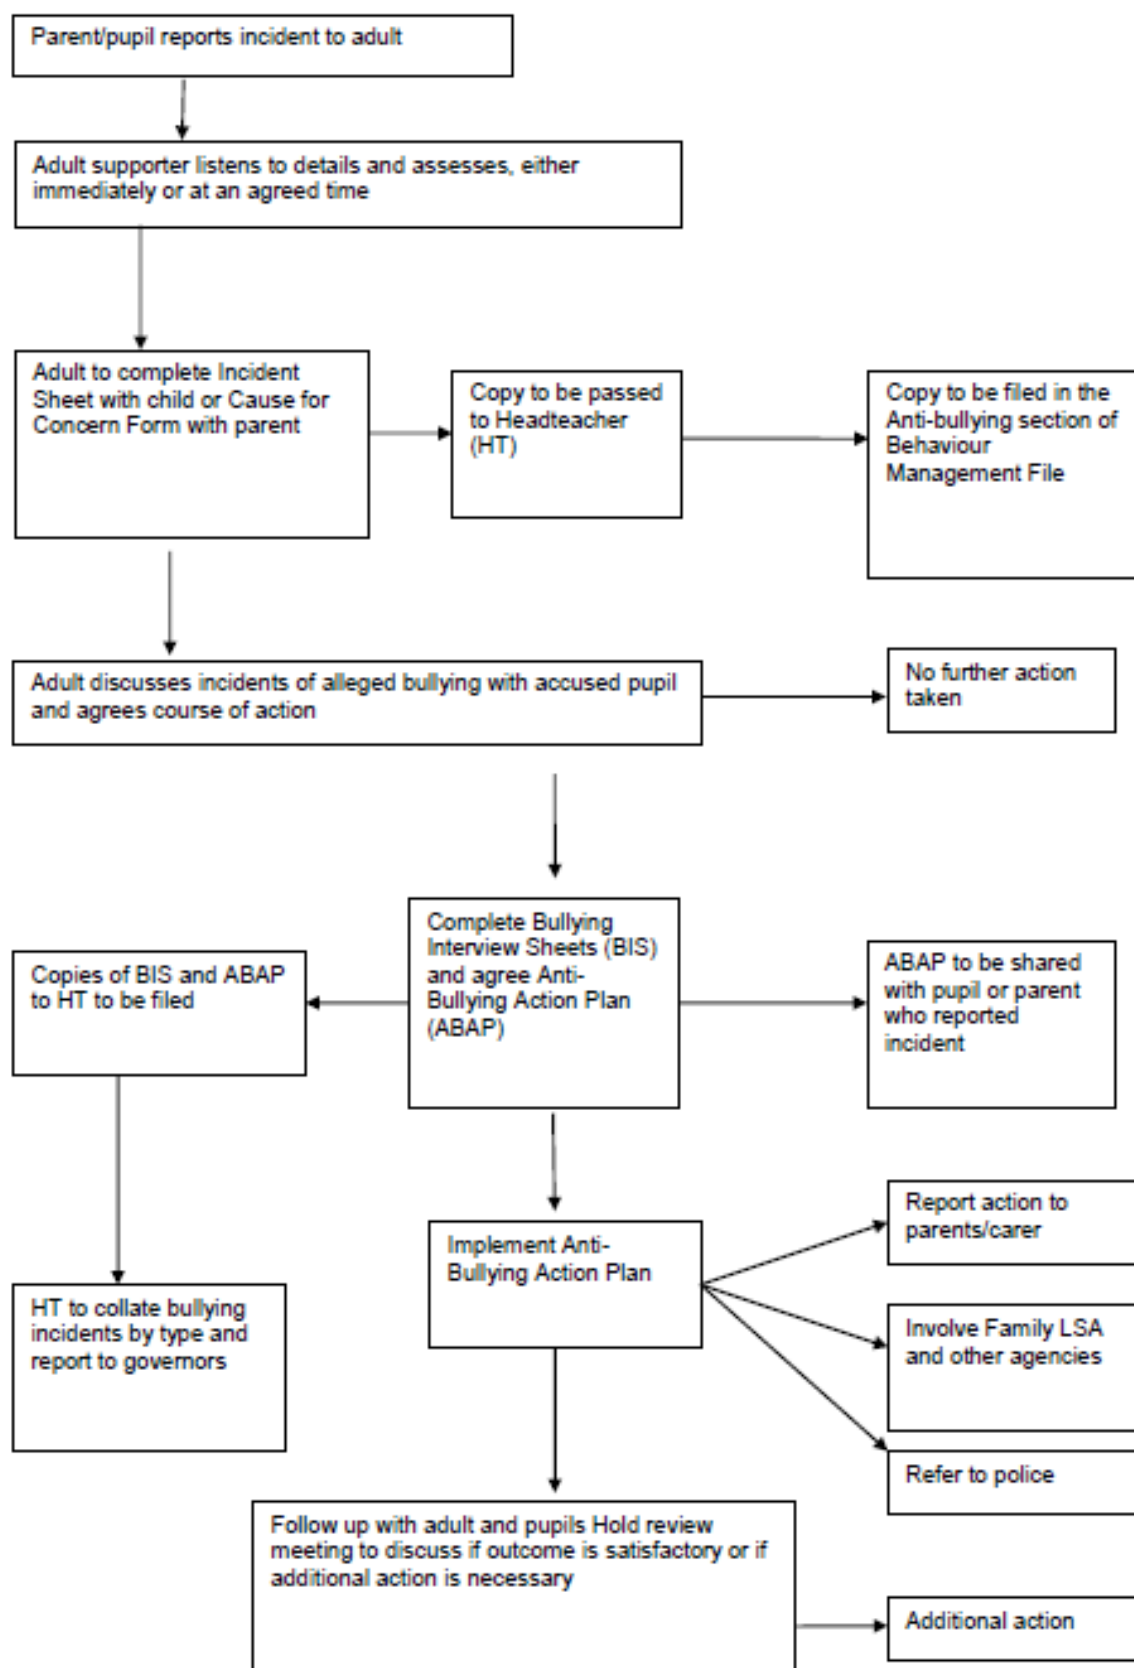 Parent/pupil reports incident to adult
Adult supporter listens to details and assesses, either
immediately or at an agreed time
Adult to complete Incident
Sheet with child or Cause for
Concern Form with parent
Copy to be passed
to Headteacher
(HT)
Copy to be filed in the
Anti-bullying section of
Behaviour
Management File
Adult discusses incidents of alleged bullying with accused pupil
and agrees course of action
No further action
taken
Complete Bullying
Interview Sheets (BIS)
and agree Anti-
Bullying Action Plan
(ABAP)
Copies of BIS and ABAP
to HT to be filed
ABAP to be shared
with pupil or parent
who reported
incident
Implement Anti-
Bullying Action Plan
Report action to
parents/carer
HT to collate bullying
incidents by type and
report to governors
Involve Family LSA
and other agencies
Refer to police
Follow up with adult and pupils Hold review
meeting to discuss if outcome is satisfactory or if
additional action is necessary
Additional action